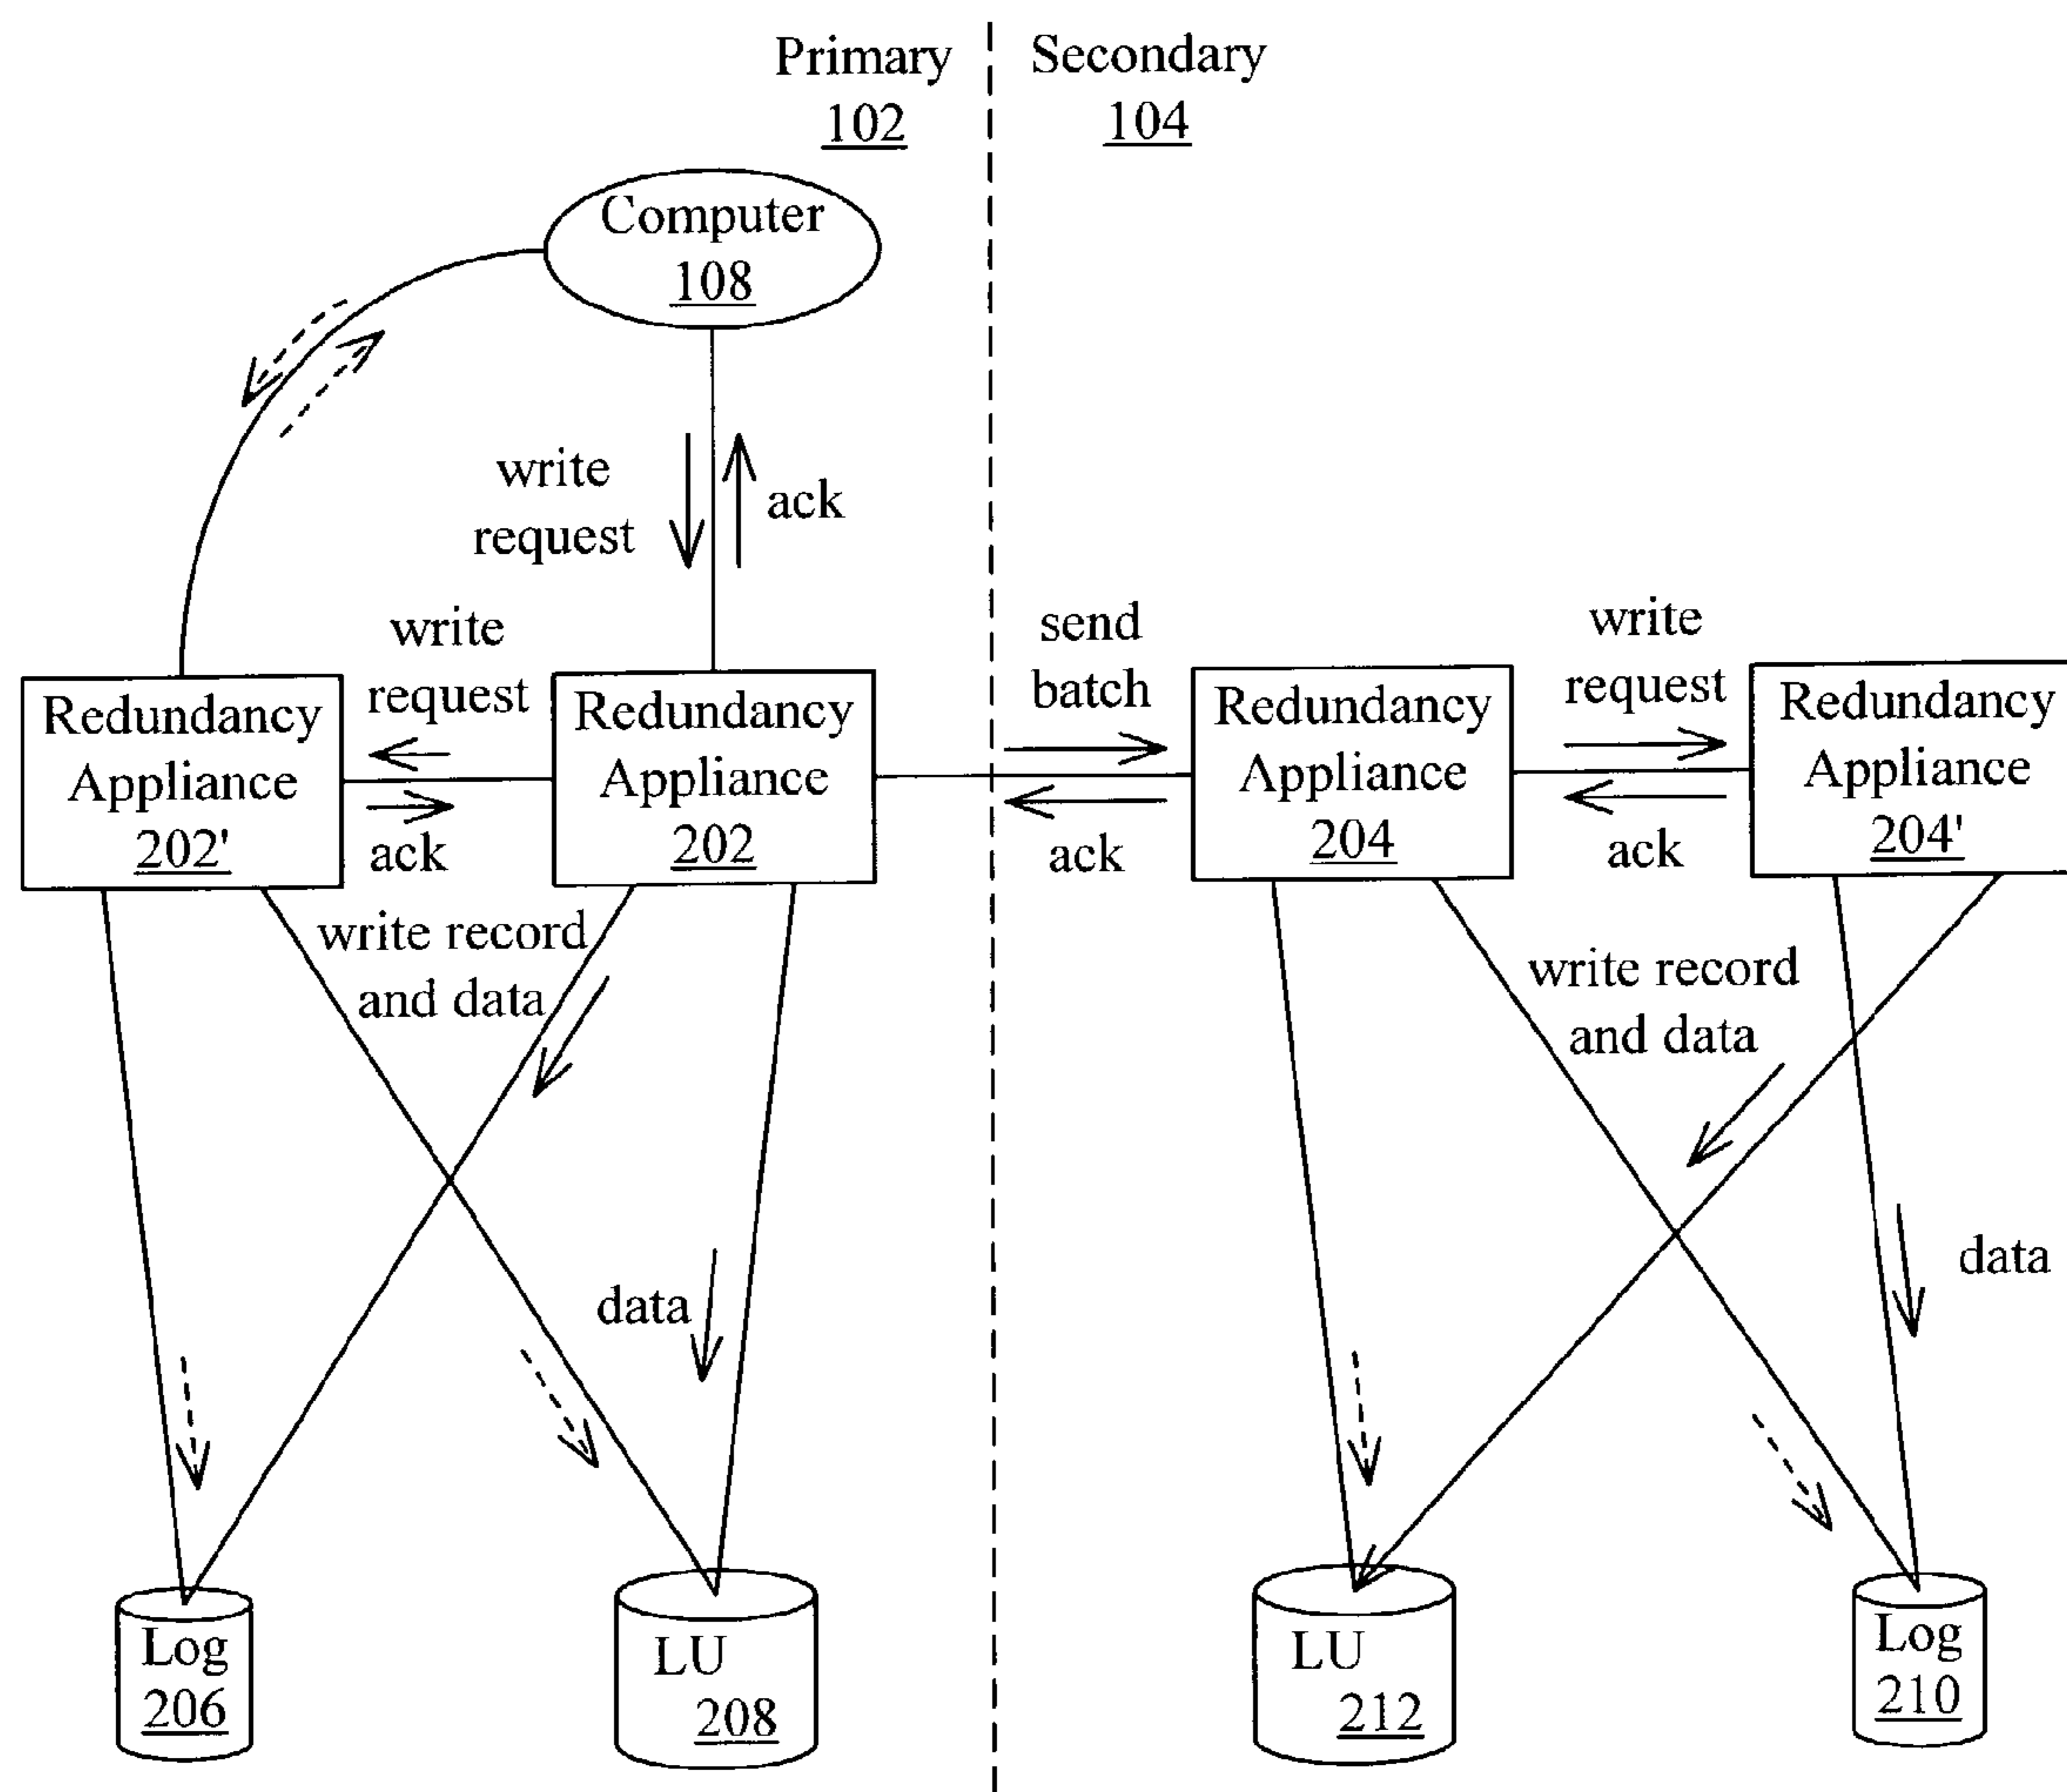 Primary
102
Secondary
104
Computer
108
write
request
ack
write
request
ack
send
batch
ack
write
request
ack
Redundancy
Appliance
202'
Redundancy
Appliance
202
Redundancy
Appliance
204
Redundancy
Appliance
204'
write record
and data
write record
and data
data
data
Log
206
LU
208
LU
212
Log
210